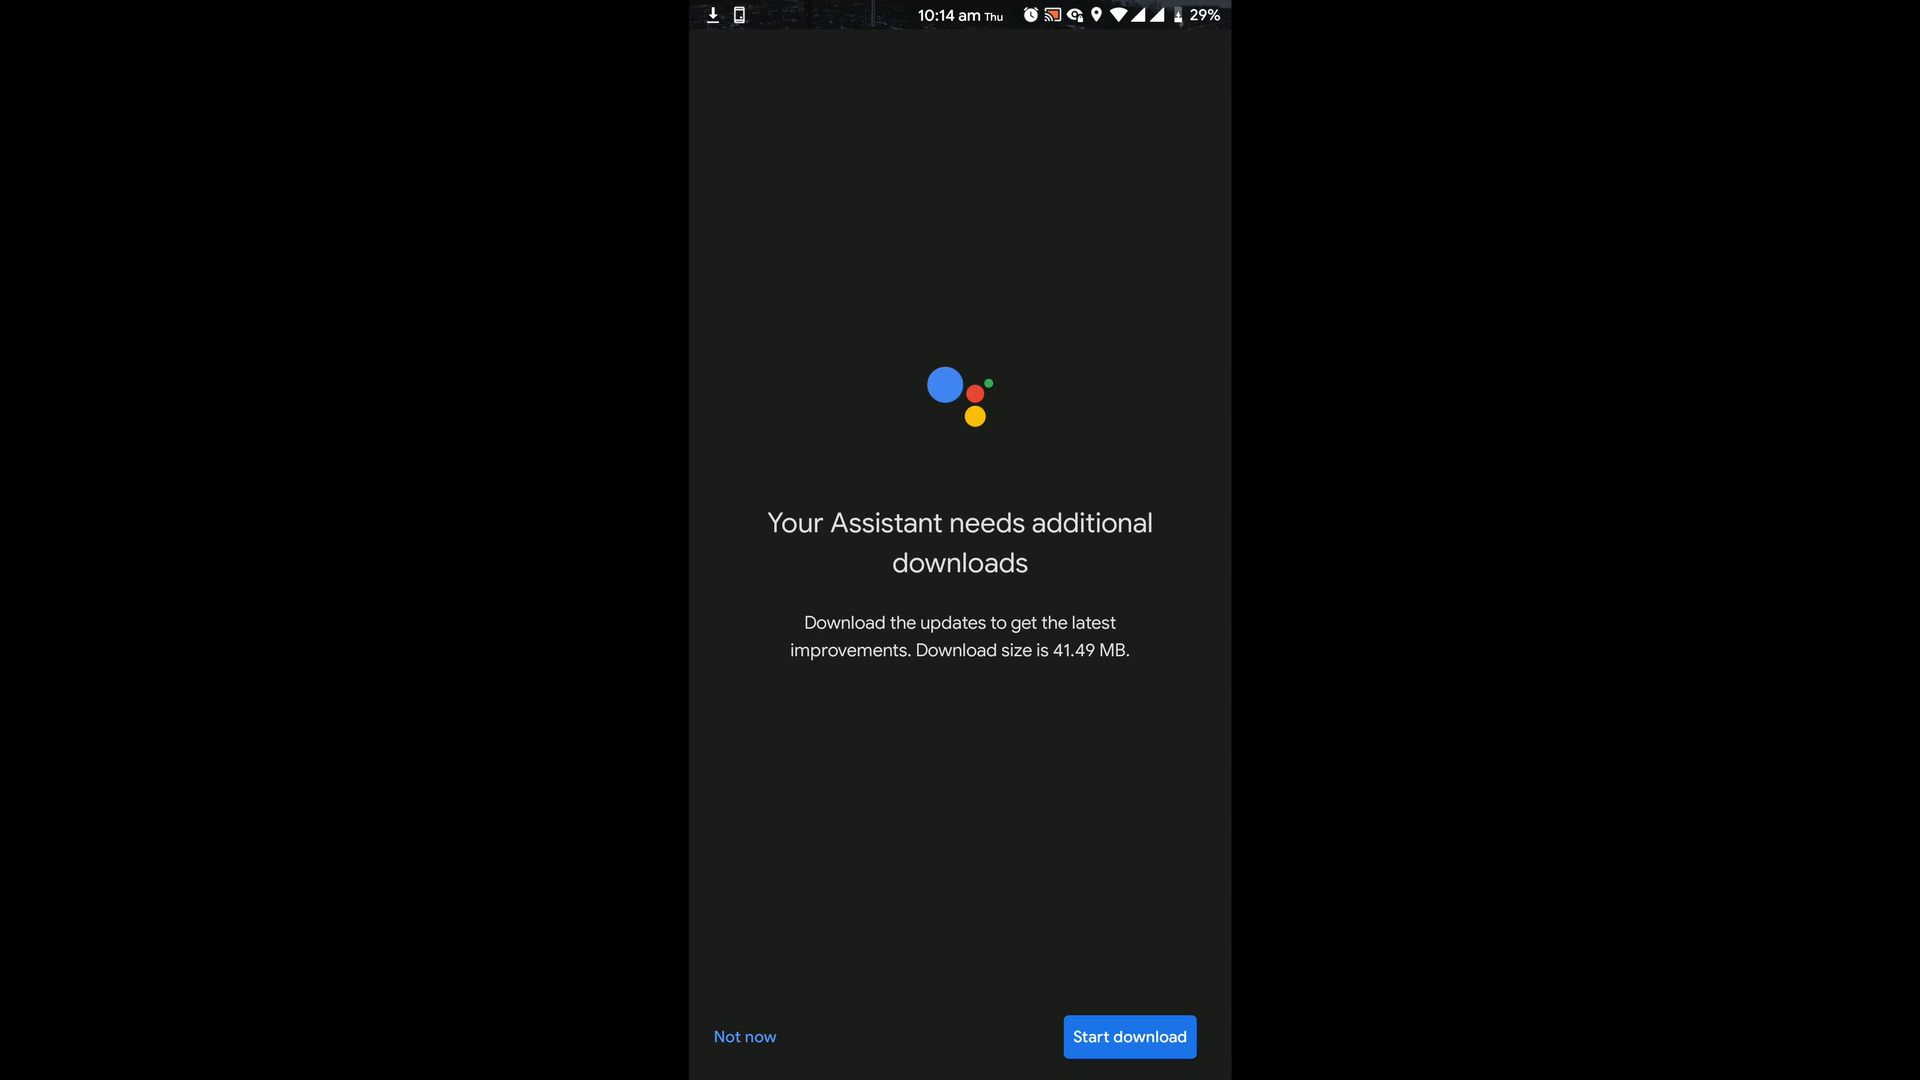 10:14 am Thu 29%
Your Assistant needs additional
downloads
Download the updates to get the latest
improvements. Download size is 41.49 MB.
Not now Start download